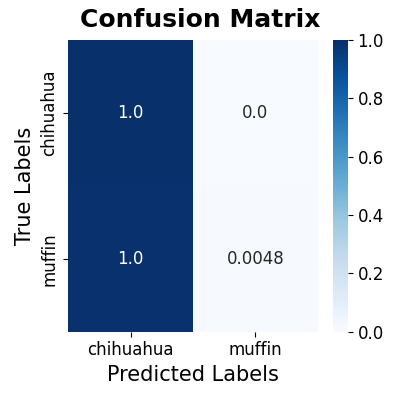 Confusion Matrix
True Labels
chihuahua
1.0
0.0
muffin
1.0
0.0048
chihuahua
muffin
Predicted Labels
1.0
0.8
0.6
0.4
0.2
0.0